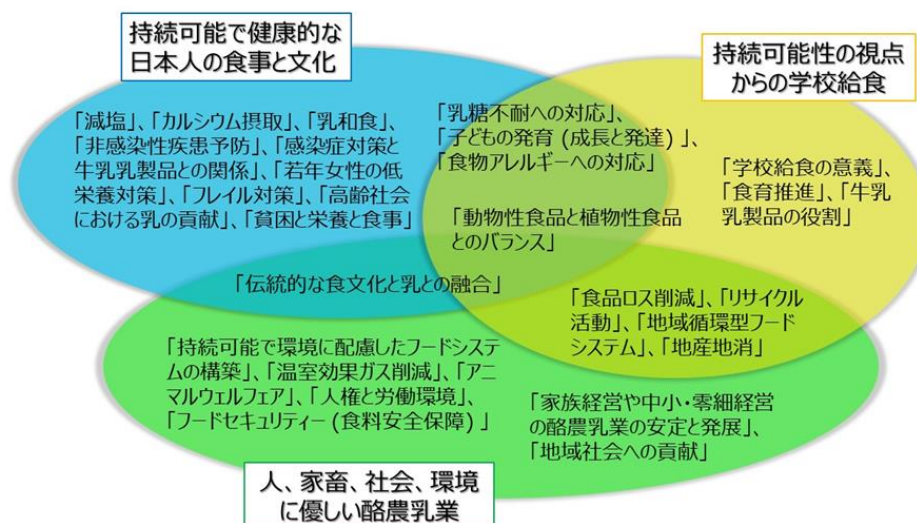 持続可能で健康的な
日本人の食事と文化
持続可能性の視点
からの学校給食
「減塩」、「カルシウム摂取」、「乳和食」、
「非感染性疾患予防」、「感染症対策と
牛乳乳製品との関係」、「若年女性の低
栄養対策」、「フレイル対策」、「高齢社会
における乳の貢献」、「貧困と栄養と食事」
「乳糖不耐への対応」、
「子どもの発育 (成長と発達) 」、
「食物アレルギーへの対応」
「動物性食品と植物性食品
とのバランス」
「学校給食の意義」、
「食育推進」、「牛乳
乳製品の役割」
「伝統的な食文化と乳との融合」
「食品ロス削減」、「リサイクル
活動」、「地域循環型フード
システム」、「地産地消」
「持続可能で環境に配慮したフードシステ
ムの構築」、「温室効果ガス削減」、「アニ
マルウェルフェア」、「人権と労働環境」、
「フードセキュリティー (食料安全保障) 」
「家族経営や中小・零細経営
の酪農乳業の安定と発展」、
「地域社会への貢献」
人、家畜、社会、環境
に優しい酪農乳業